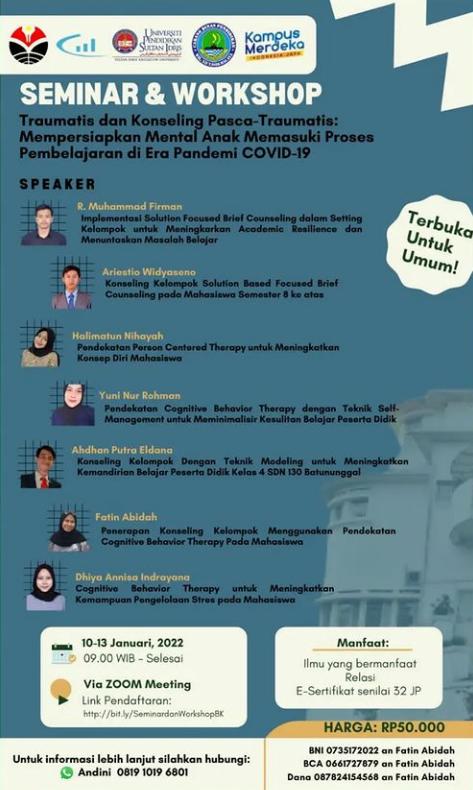 UNIVERSITI
PENDIDIKAN
SULTAN IDRIS
Kampus
Merdeka
INDONESIA JAYA
SEMINAR & WORKSHOP
Traumatis dan Konseling Pasca-Traumatis:
Mempersiapkan Mental Anak Memasuki Proses
Pembelajaran di Era Pandemi COVID-19
SPEAKER
Terbuka
Untuk
Umum!
R. Muhammad Firman
Implementasi Solution Focused Brief Counseling dalam Setting
Kelompok untuk Meningkarkan Academic Resilience dan
Menuntaskan Masalah Belajar
Ariestio Widyaseno
Konseling Kelompok Solution Based Focused Brief
Counseling pada Mahasiswa Semester 8 ke atas
Halimatun Nihayah
Pendekatan Person Centered Therapy untuk Meningkatkan
Konsep Diri Mahasiswa
Yuni Nur Rohman
Pendekatan Cognitive Behavior Therapy dengan Teknik Self-
Management untuk Meminimalisir Kesulitan Belajar Peserta Didik
Ahdhan Putra Eldana
Konseling Kelompok Dengan Teknik Modeling untuk Meningkatkan
Kemandirian Belajar Peserta Didik Kelas 4 SDN 130 Batununggal
Fatin Abidah
Penerapan Konseling Kelompok Menggunakan Pendekatan
Cognitive Behavior Therapy Pada Mahasiswa
Dhiya Annisa Indrayana
Cognitive Behavior Therapy untuk Meningkatkan
Kemampuan Pengelolaan Stres pada Mahasiswa
10-13 Januari, 2022
09.00 WIB - Selesai
Via ZOOM Meeting
Link Pendaftaran:
http://bit.ly/SeminardanWorkshopBK
Manfaat:
Ilmu yang bermanfaat
Relasi
E-Sertifikat senilai 32 JP
HARGA: RP50.000
Untuk informasi lebih lanjut silahkan hubungi:
Andini 0819 1019 6801
BNI 0735172022 an Fatin Abidah
BCA 0661727879 an Fatin Abidah
Dana 087824154568 an Fatin Abidah